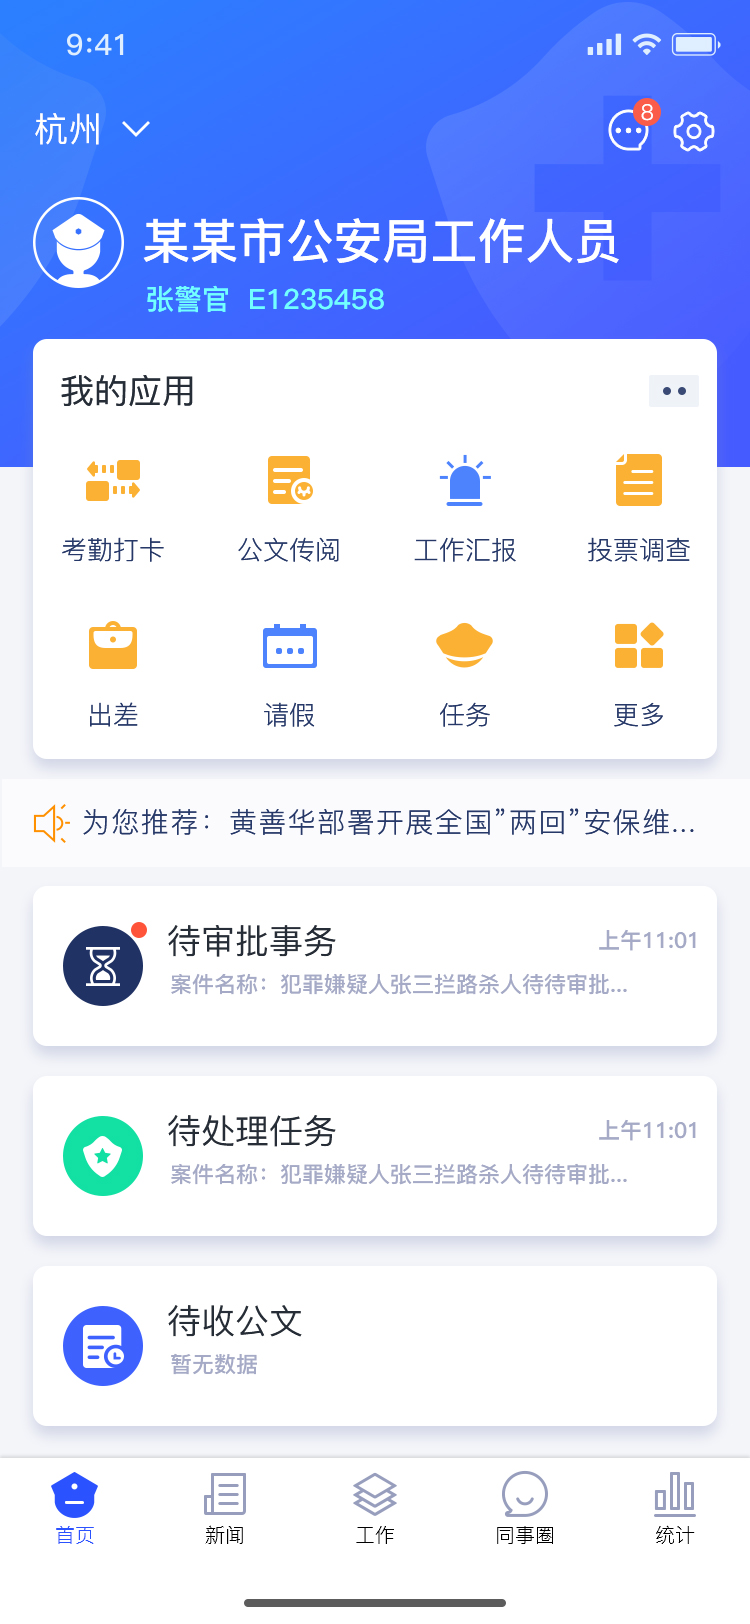 9:41
杭州
8
某某市公安局工作人员
张警官 E1235458
我的应用
考勤打卡 公文传阅 工作汇报 投票调查
出差 请假 任务 更多
为您推荐：黄善华部署开展全国”两回”安保维...
待审批事务 上午11:01
案件名称：犯罪嫌疑人张三拦路杀人待待审批...
待处理任务 上午11:01
案件名称：犯罪嫌疑人张三拦路杀人待待审批...
待收公文
暂无数据
首页 新闻 工作 同事圈 统计